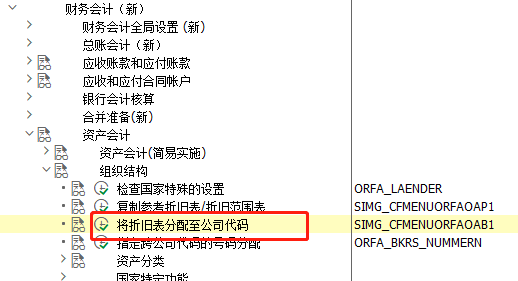 财务会计（新）
财务会计全局设置 (新)
总账会计（新）
应收账款和应付账款
应收和应付合同帐户
银行会计核算
合并准备(新)
资产会计
资产会计(简易实施)
组织结构
检查国家特殊的设置 ORFA_LAENDER
复制参考折旧表/折旧范围表 SIMG_CFMENUORFAOAP1
将折旧表分配至公司代码 SIMG_CFMENUORFAOAB1
指定跨公司代码的号码分配 ORFA_BKRS_NUMMERN
资产分类
国家特定功能